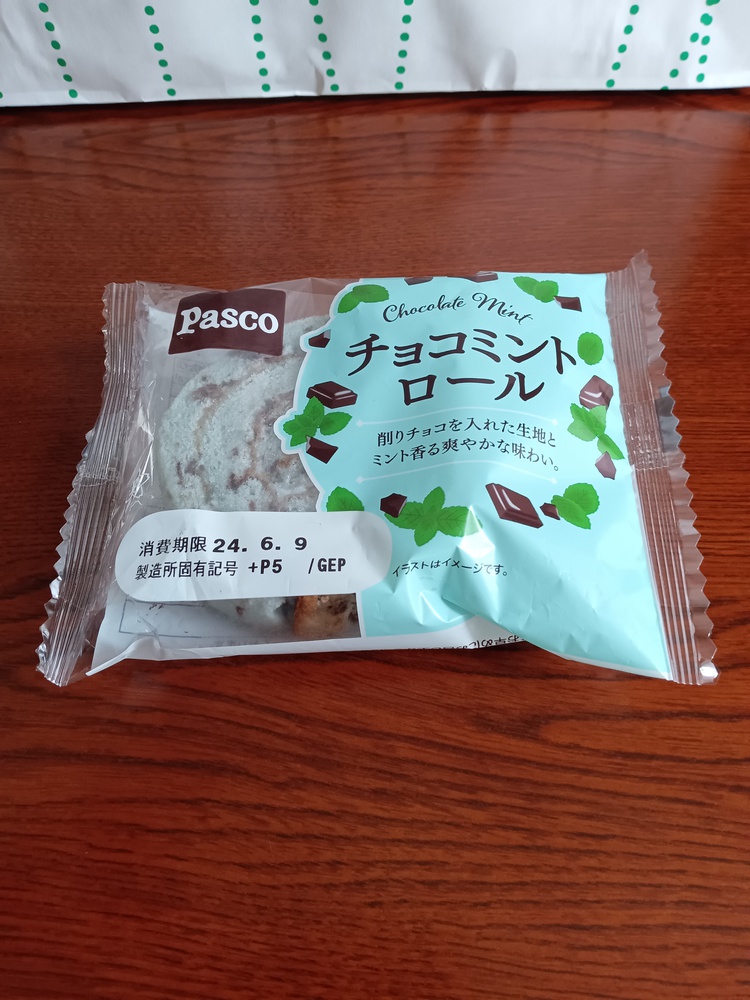 Pasco
Chocolate Mint
チョコミント
ロール
削りチョコを入れた生地と
ミント香る爽やかな味わい。
消費期限 24. 6. 9
製造所固有記号 +P5 /GEP
イラストはイメージです。